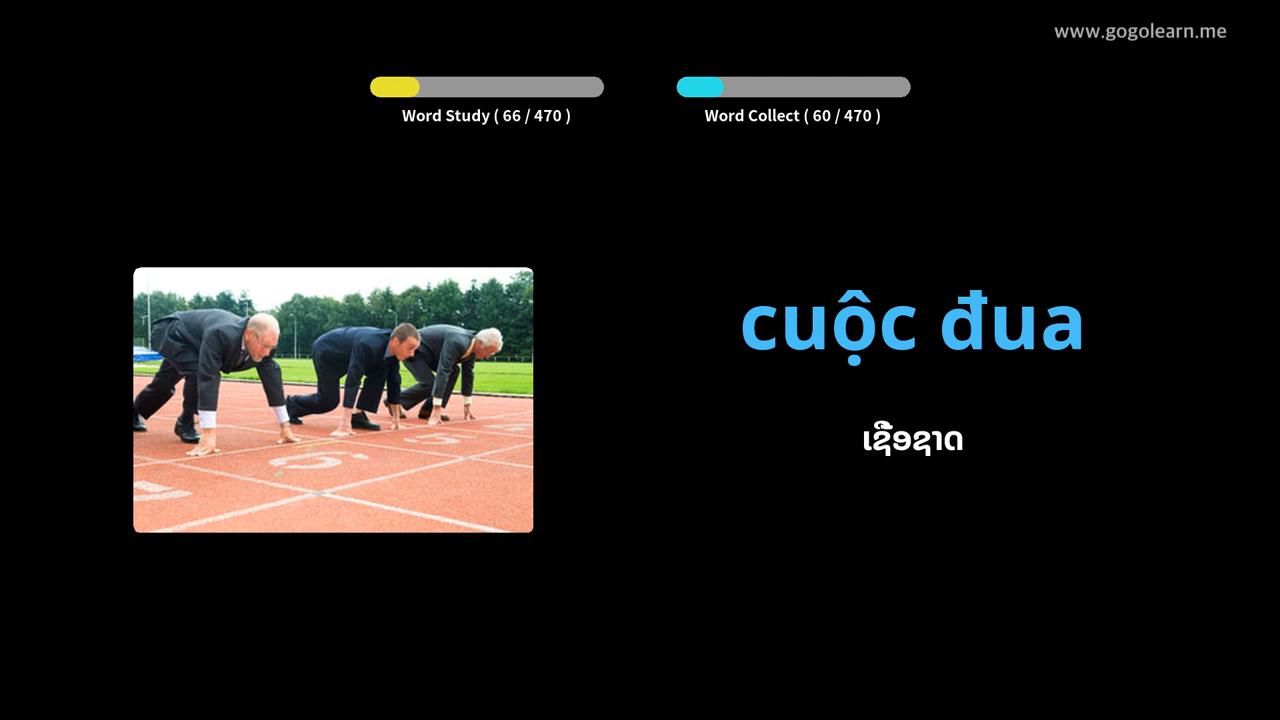 www.gogolearn.me
Word Study ( 66 / 470 )
Word Collect ( 60 / 470 )
cuộc đua
ເຊື້ອຊາດ